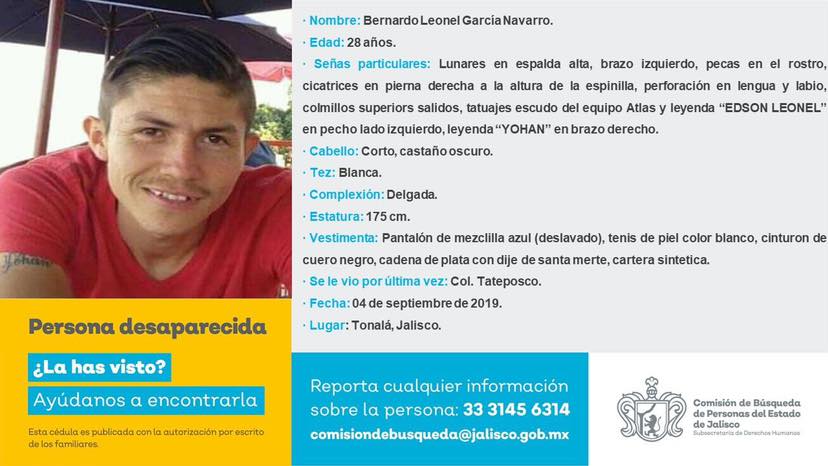 · Nombre: Bernardo Leonel García Navarro.
· Edad: 28 años.
· Señas particulares: Lunares en espalda alta, brazo izquierdo, pecas en el rostro,
cicatrices en pierna derecha a la altura de la espinilla, perforación en lengua y labio,
colmillos superiors salidos, tatuajes escudo del equipo Atlas y leyenda “EDSON LEONEL”
en pecho lado izquierdo, leyenda “YOHAN” en brazo derecho.
· Cabello: Corto, castaño oscuro.
· Tez: Blanca.
· Complexión: Delgada.
· Estatura: 175 cm.
· Vestimenta: Pantalón de mezclilla azul (deslavado), tenis de piel color blanco, cinturon de
cuero negro, cadena de plata con dije de santa merte, cartera sintetica.
· Se le vio por última vez: Col. Tateposco.
· Fecha: 04 de septiembre de 2019.
· Lugar: Tonalá, Jalisco.
Yohan
Persona desaparecida
¿La has visto?
Ayúdanos a encontrarla
Esta cédula es publicada con la autorización por escrito
de los familiares.
Reporta cualquier información
sobre la persona: 33 3145 6314
comisiondebusqueda@jalisco.gob.mx
Comisión de Búsqueda
de Personas del Estado
de Jalisco
Subsecretaría de Derechos Humanos